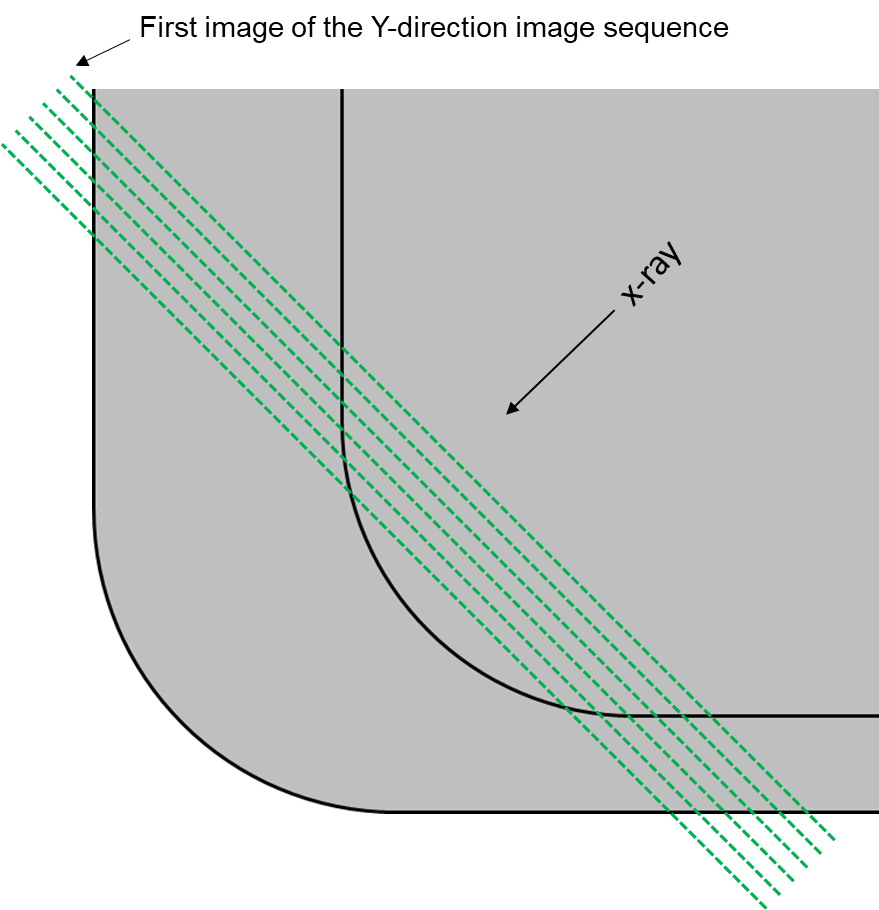 First image of the Y-direction image sequence
x-ray